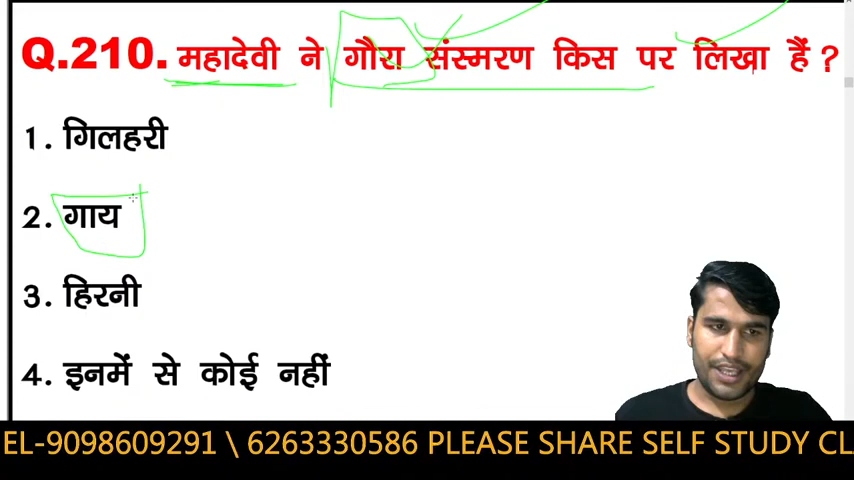 Q.210. महादेवी ने गौरा संस्मरण किस पर लिखा हैं ?
1. गिलहरी
2. गाय
3. हिरनी
4. इनमें से कोई नहीं
EL-9098609291 \ 6263330586 PLEASE SHARE SELF STUDY CL